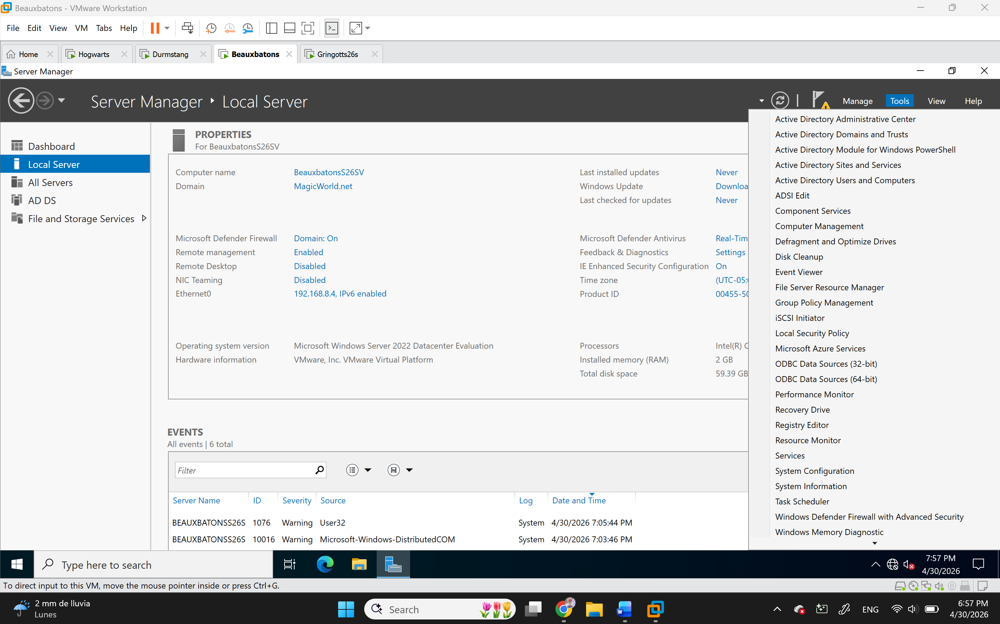 Beauxbatons - VMware Workstation
File Edit View VM Tabs Help
Home Hogwarts Durmstang Beauxbatons Gringotts26s
Server Manager
Server Manager Local Server
Manage Tools View Help
Dashboard
Local Server
All Servers
AD DS
File and Storage Services
PROPERTIES
For BeauxbatonsS26SV
Computer name BeauxbatonsS26SV
Domain MagicWorld.net
Last installed updates Never
Windows Update Downloa
Last checked for updates Never
Microsoft Defender Firewall Domain: On
Remote management Enabled
Remote Desktop Disabled
NIC Teaming Disabled
Ethernet0 192.168.8.4, IPv6 enabled
Microsoft Defender Antivirus Real-Tim
Feedback & Diagnostics Settings
IE Enhanced Security Configuration On
Time zone (UTC-05:
Product ID 00455-50
Operating system version Microsoft Windows Server 2022 Datacenter Evaluation
Hardware information VMware, Inc. VMware Virtual Platform
Processors Intel(R) C
Installed memory (RAM) 2 GB
Total disk space 59.39 GB
EVENTS
All events | 6 total
Filter
Server Name ID Severity Source Log Date and Time
BEAUXBATONSS26S 1076 Warning User32 System 4/30/2026 7:05:44 PM
BEAUXBATONSS26S 10016 Warning Microsoft-Windows-DistributedCOM System 4/30/2026 7:03:46 PM
Active Directory Administrative Center
Active Directory Domains and Trusts
Active Directory Module for Windows PowerShell
Active Directory Sites and Services
Active Directory Users and Computers
ADSI Edit
Component Services
Computer Management
Defragment and Optimize Drives
Disk Cleanup
Event Viewer
File Server Resource Manager
Group Policy Management
iSCSI Initiator
Local Security Policy
Microsoft Azure Services
ODBC Data Sources (32-bit)
ODBC Data Sources (64-bit)
Performance Monitor
Recovery Drive
Registry Editor
Resource Monitor
Services
System Configuration
System Information
Task Scheduler
Windows Defender Firewall with Advanced Security
Windows Memory Diagnostic
Type here to search
7:57 PM
4/30/2026
To direct input to this VM, move the mouse pointer inside or press Ctrl+G.
2 mm de lluvia
Lunes
Search
ENG
6:57 PM
4/30/2026